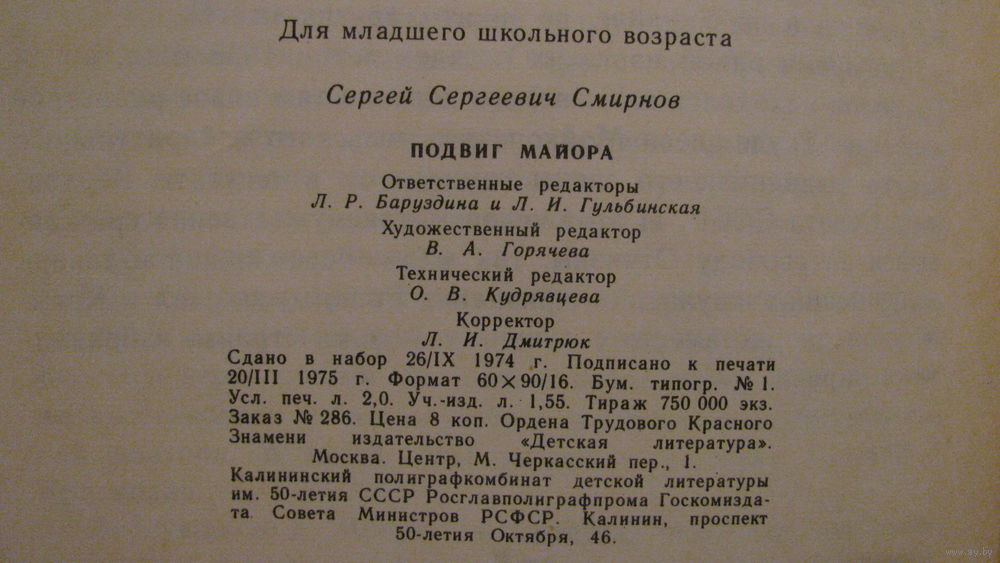 Для младшего школьного возраста
Сергей Сергеевич Смирнов
ПОДВИГ МАЙОРА
Ответственные редакторы
Л. Р. Баруздина и Л. И. Гульбинская
Художественный редактор
В. А. Горячева
Технический редактор
О. В. Кудрявцева
Корректор
Л. И. Дмитрюк
Сдано в набор 26/IX 1974 г. Подписано к печати
20/III 1975 г. Формат 60×90/16. Бум. типогр. № 1.
Усл. печ. л. 2,0. Уч.-изд. л. 1,55. Тираж 750 000 экз.
Заказ № 286. Цена 8 коп. Ордена Трудового Красного
Знамени издательство «Детская литература».
Москва. Центр, М. Черкасский пер., 1.
Калининский полиграфкомбинат детской литературы
им. 50-летия СССР Росглавполиграфпрома Госкомизда-
та Совета Министров РСФСР. Калинин, проспект
50-летия Октября, 46.
www.ay.by